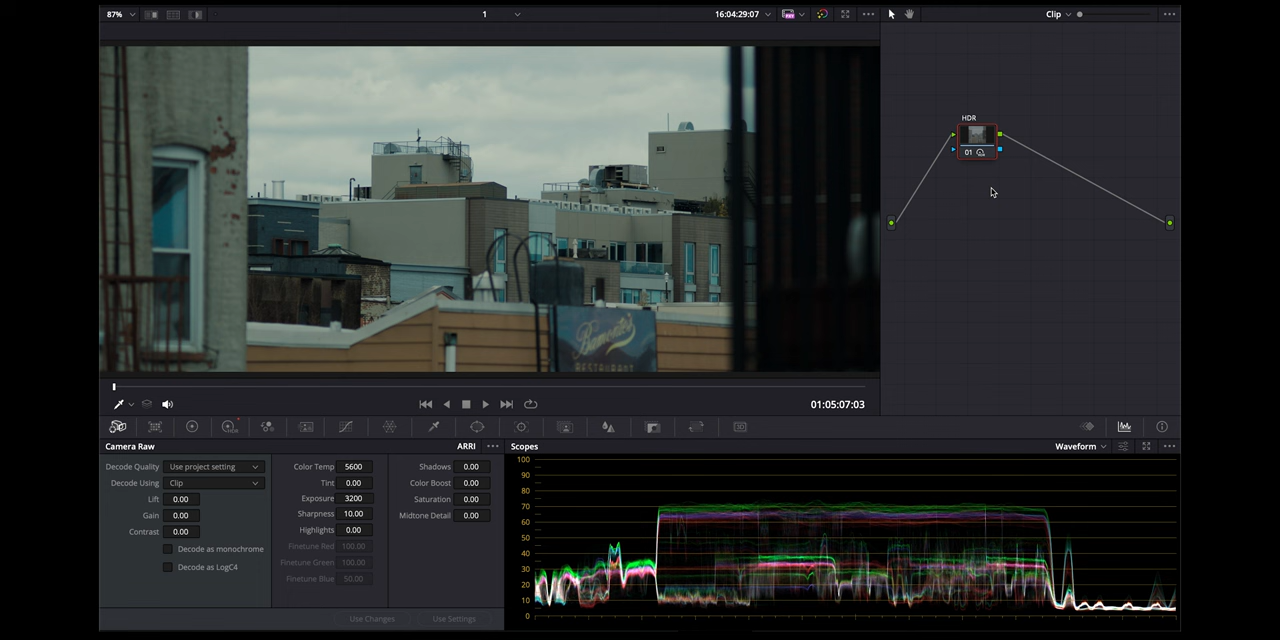 87%
1
16:04:29:07
Clip
HDR
01
Bamonte's
RESTAURANT
01:05:07:03
Camera Raw
ARRI
Decode Quality Use project setting
Decode Using Clip
Lift 0.00
Gain 0.00
Contrast 0.00
Decode as monochrome
Decode as LogC4
Color Temp 5600
Tint 0.00
Exposure 3200
Sharpness 10.00
Highlights 0.00
Finetune Red 100.00
Finetune Green 100.00
Finetune Blue 50.00
Shadows 0.00
Color Boost 0.00
Saturation 0.00
Midtone Detail 0.00
Use Changes
Use Settings
Scopes
Waveform
100
90
80
70
60
50
40
30
20
10
0